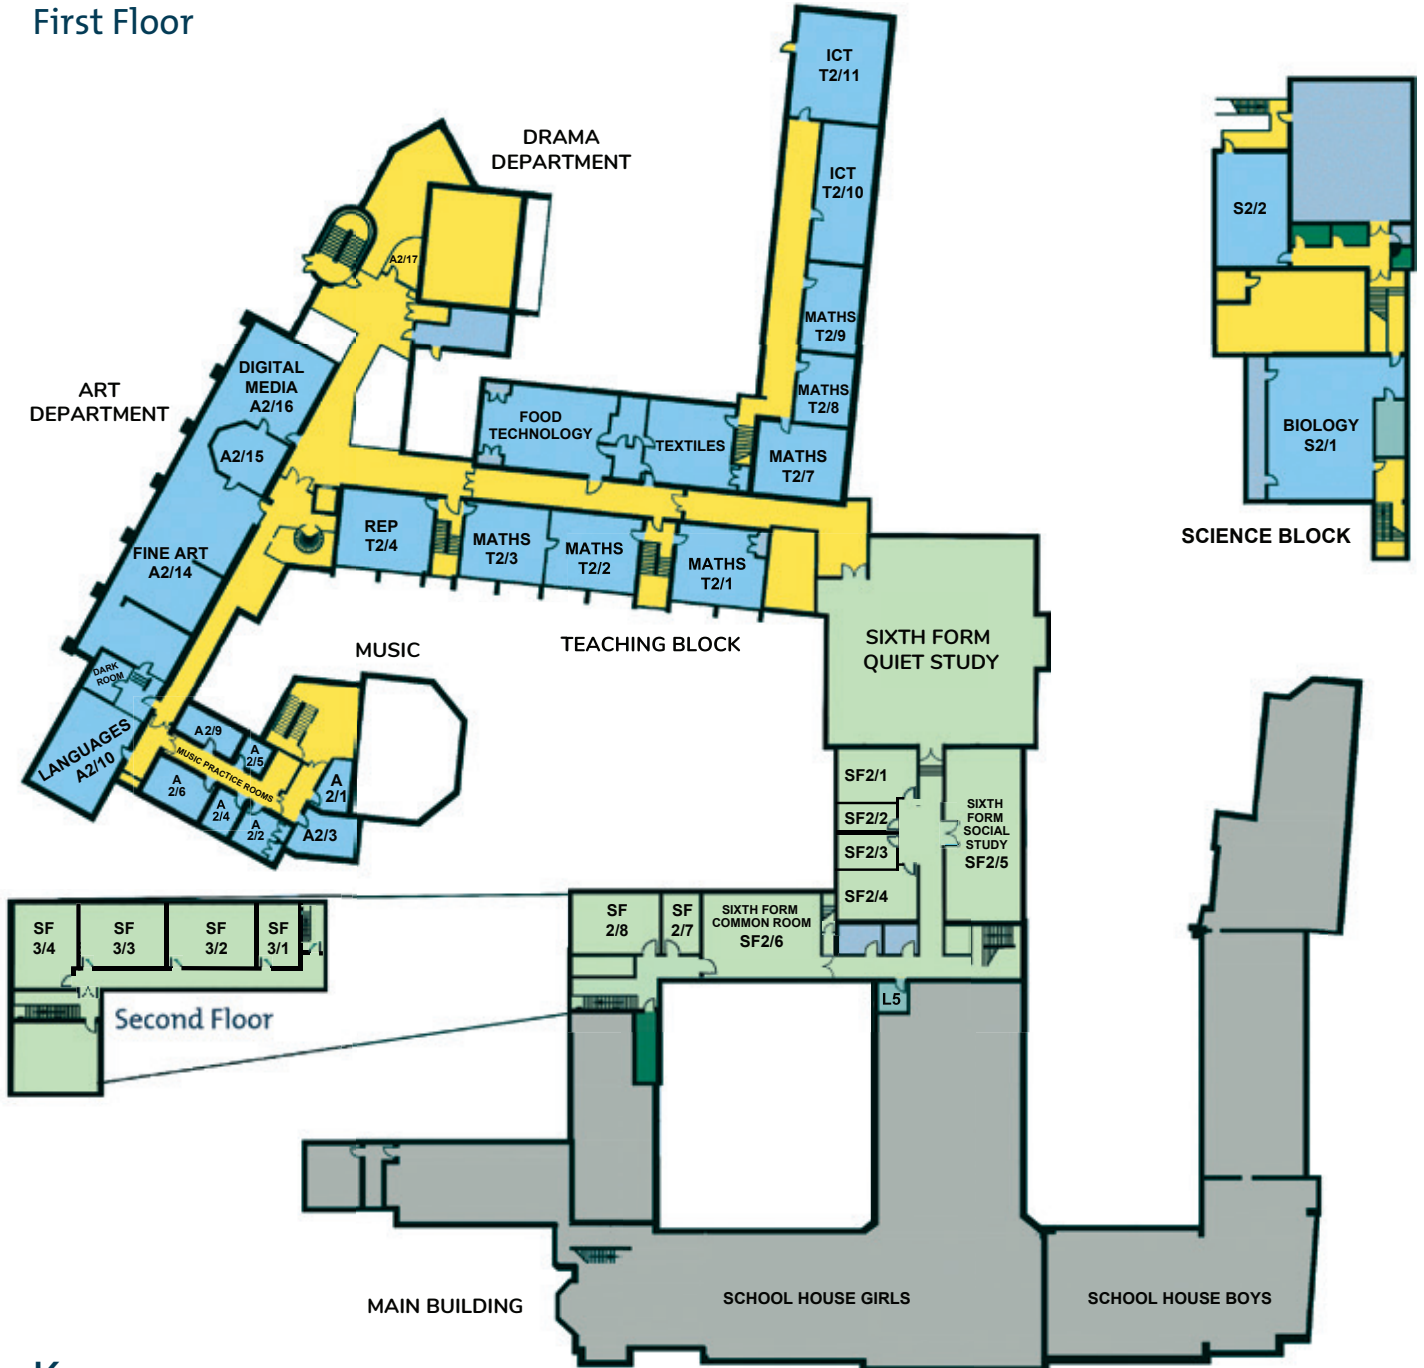 First Floor
ICT
T2/11
DRAMA
DEPARTMENT
ICT
T2/10
S2/2
A2/17
MATHS
T2/9
DIGITAL
MEDIA
A2/16
ART
DEPARTMENT
MATHS
T2/8
FOOD
TECHNOLOGY
TEXTILES
BIOLOGY
S2/1
A2/15
MATHS
T2/7
REP
T2/4
MATHS
T2/3
MATHS
T2/2
MATHS
T2/1
SCIENCE BLOCK
FINE ART
A2/14
MUSIC
TEACHING BLOCK
SIXTH FORM
QUIET STUDY
DARK
ROOM
LANGUAGES
A2/10
A2/9
A
2/5
MUSIC PRACTICE ROOMS
A
2/6
A
2/4
A
2/2
A
2/1
A2/3
SF2/1
SF2/2
SF2/3
SF2/4
SIXTH
FORM
SOCIAL
STUDY
SF2/5
SF
3/4
SF
3/3
SF
3/2
SF
3/1
SF
2/8
SF
2/7
SIXTH FORM
COMMON ROOM
SF2/6
L5
Second Floor
MAIN BUILDING
SCHOOL HOUSE GIRLS
SCHOOL HOUSE BOYS